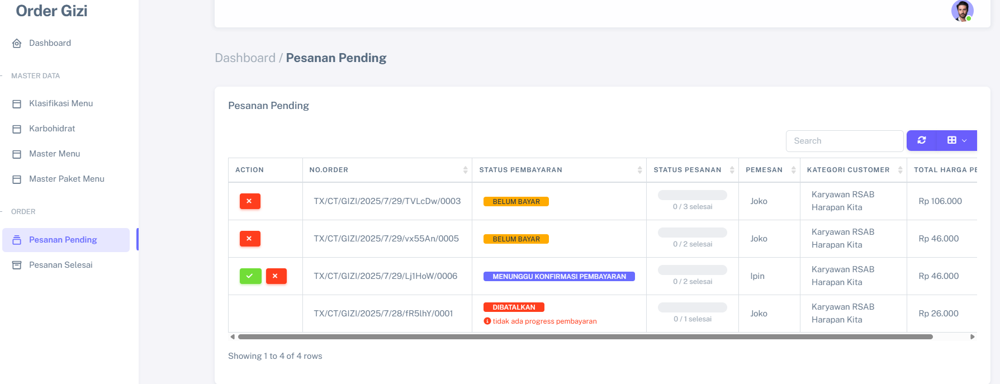 Order Gizi
Dashboard
MASTER DATA
Klasifikasi Menu
Karbohidrat
Master Menu
Master Paket Menu
ORDER
Pesanan Pending
Pesanan Selesai
Dashboard / Pesanan Pending
Pesanan Pending
Search
ACTION NO.ORDER STATUS PEMBAYARAN STATUS PESANAN PEMESAN KATEGORI CUSTOMER TOTAL HARGA PE
TX/CT/GIZI/2025/7/29/TVLcDw/0003 BELUM BAYAR 0 / 3 selesai Joko Karyawan RSAB Harapan Kita Rp 106.000
TX/CT/GIZI/2025/7/29/vx55An/0005 BELUM BAYAR 0 / 2 selesai Joko Karyawan RSAB Harapan Kita Rp 46.000
TX/CT/GIZI/2025/7/29/Lj1HoW/0006 MENUNGGU KONFIRMASI PEMBAYARAN 0 / 2 selesai Ipin Karyawan RSAB Harapan Kita Rp 46.000
TX/CT/GIZI/2025/7/28/fR5lhY/0001 DIBATALKAN tidak ada progress pembayaran 0 / 1 selesai Joko Karyawan RSAB Harapan Kita Rp 26.000
Showing 1 to 4 of 4 rows